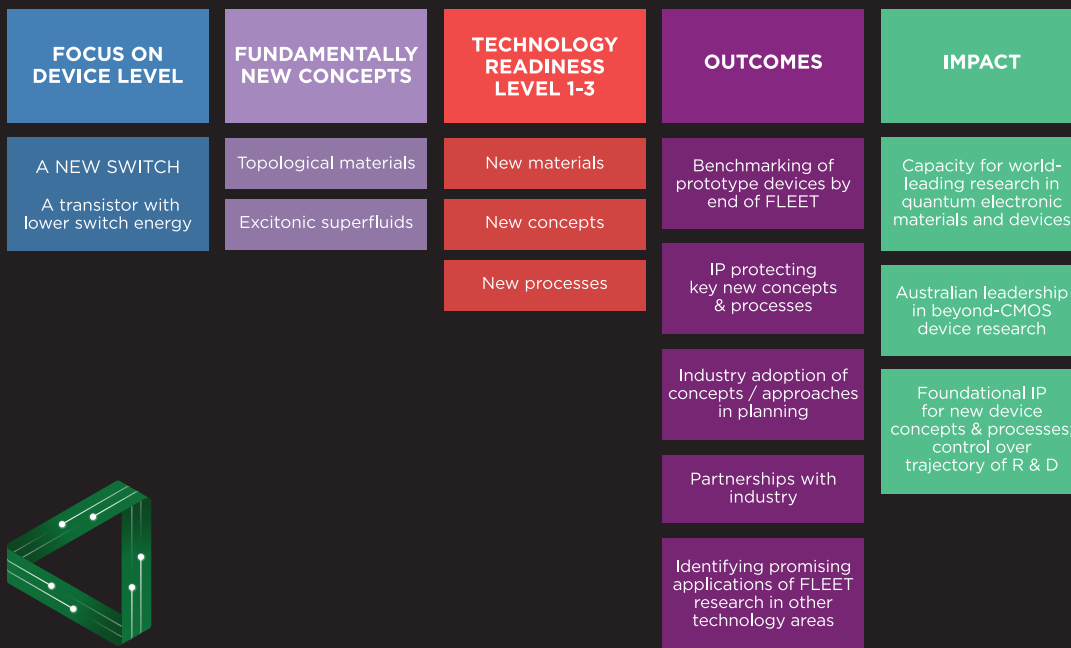 FOCUS ON
DEVICE LEVEL
A NEW SWITCH
A transistor with
lower switch energy
FUNDAMENTALLY
NEW CONCEPTS
Topological materials
Excitonic superfluids
TECHNOLOGY
READINESS
LEVEL 1-3
New materials
New concepts
New processes
OUTCOMES
Benchmarking of
prototype devices by
end of FLEET
IP protecting
key new concepts
& processes
Industry adoption of
concepts / approaches
in planning
Partnerships with
industry
Identifying promising
applications of FLEET
research in other
technology areas
IMPACT
Capacity for world-
leading research in
quantum electronic
materials and devices
Australian leadership
in beyond-CMOS
device research
Foundational IP
for new device
concepts & processes;
control over
trajectory of R & D